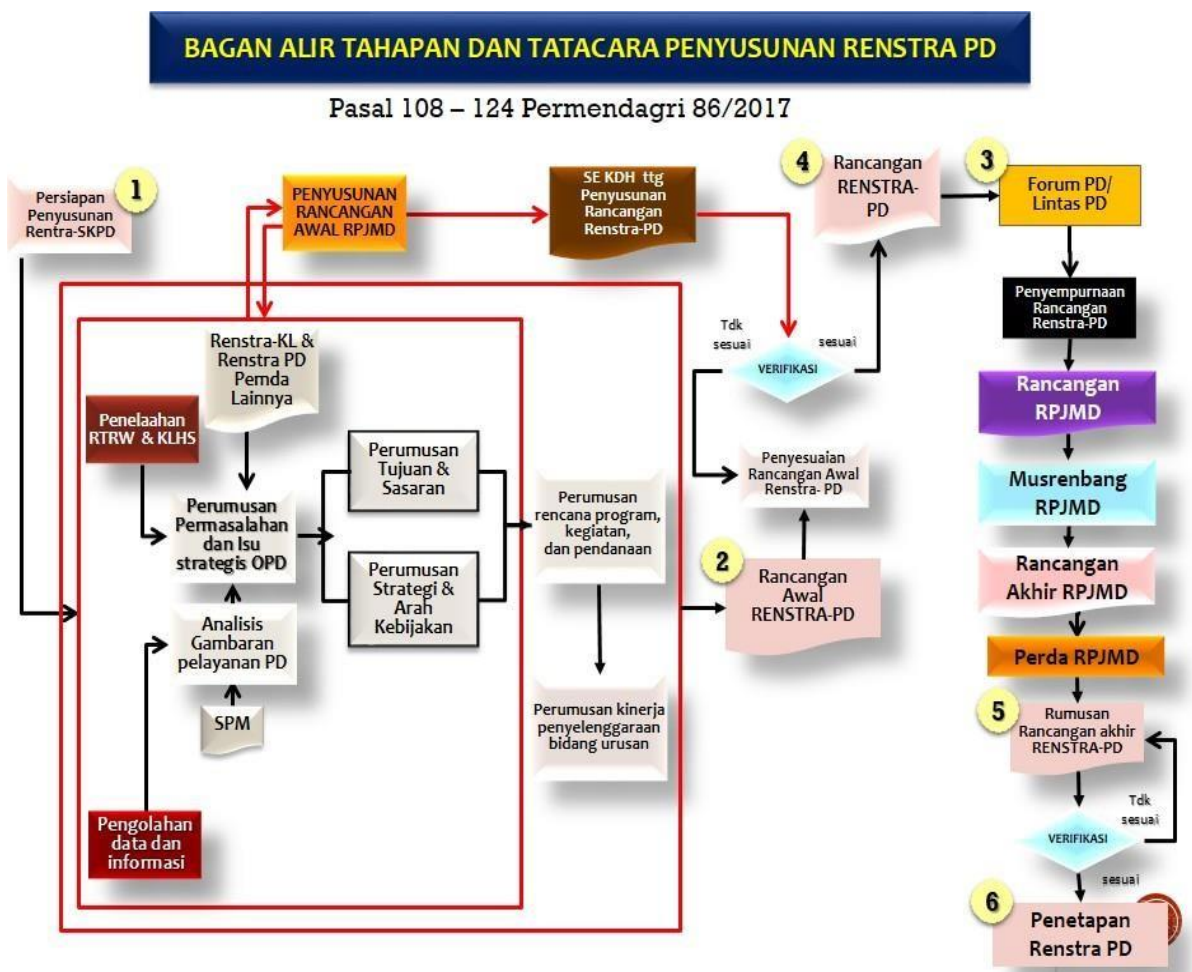 BAGAN ALIR TAHAPAN DAN TATACARA PENYUSUNAN RENSTRA PD
Pasal 108 – 124 Permendagri 86/2017
1
Persiapan
Penyusunan
Rentra-SKPD
PENYUSUNAN
RANCANGAN
AWAL RPJMD
SE KDH ttg
Penyusunan
Rancangan
Renstra-PD
4
Rancangan
RENSTRA-
PD
3
Forum PD/
Lintas PD
Penyempurnaan
Rancangan
Renstra-PD
Renstra-KL &
Renstra PD
Pemda
Lainnya
Penelaahan
RTRW & KLHS
Perumusan
Permasalahan
dan Isu
strategis OPD
Analisis
Gambaran
pelayanan PD
SPM
Pengolahan
data dan
informasi
Perumusan
Tujuan &
Sasaran
Perumusan
Strategi &
Arah
Kebijakan
Perumusan
rencana program,
kegiatan,
dan pendanaan
Perumusan kinerja
penyelenggaraan
bidang urusan
Tdk
sesuai
sesuai
VERIFIKASI
Penyesuaian
Rancangan Awal
Renstra- PD
2
Rancangan
Awal
RENSTRA-PD
Rancangan
RPJMD
Musrenbang
RPJMD
Rancangan
Akhir RPJMD
Perda RPJMD
5
Rumusan
Rancangan akhir
RENSTRA-PD
Tdk
sesuai
VERIFIKASI
sesuai
6
Penetapan
Renstra PD